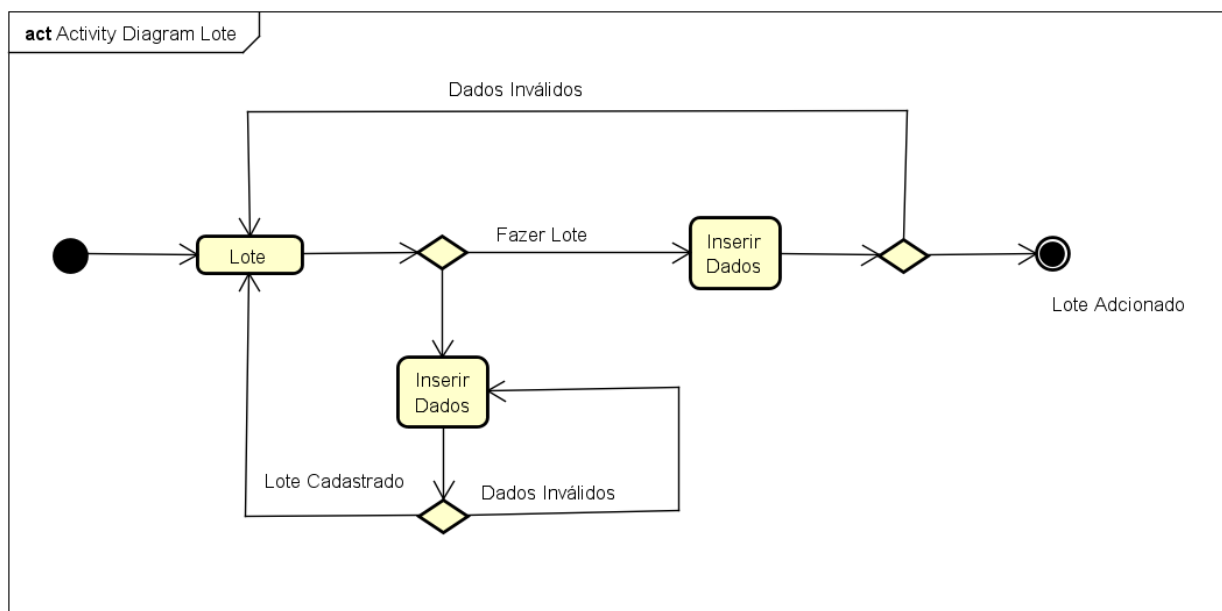 act Activity Diagram Lote
Dados Inválidos
Lote
Fazer Lote
Inserir
Dados
Lote Adcionado
Inserir
Dados
Lote Cadastrado
Dados Inválidos